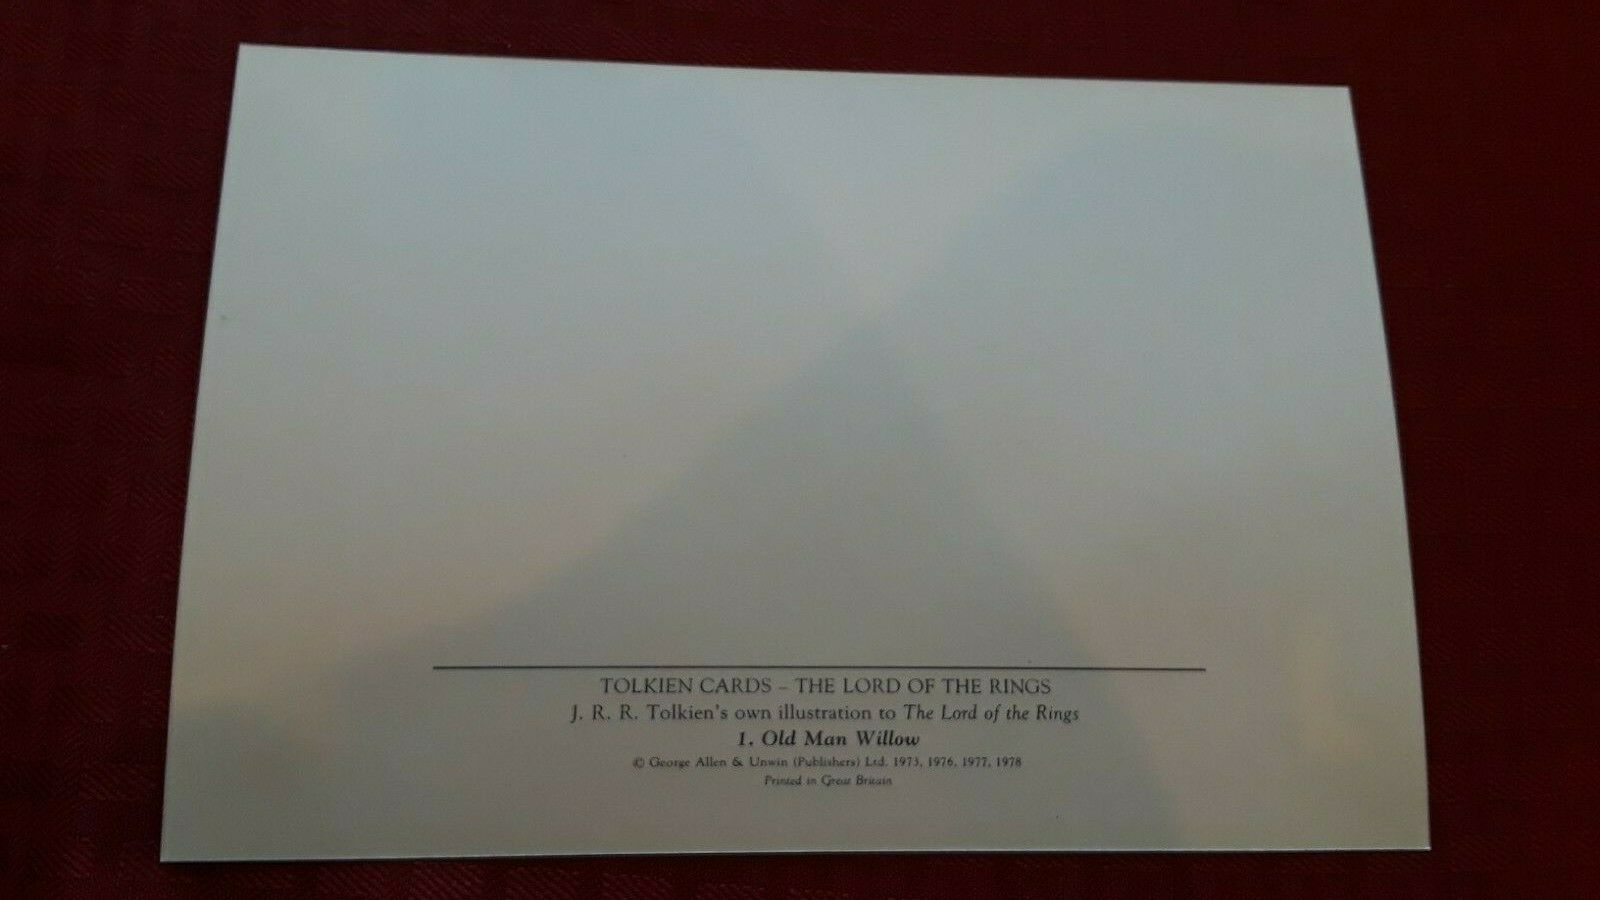 TOLKIEN CARDS – THE LORD OF THE RINGS
J. R. R. Tolkien's own illustration to The Lord of the Rings
1. Old Man Willow
© George Allen & Unwin (Publishers) Ltd. 1973, 1976, 1977, 1978
Printed in Great Britain